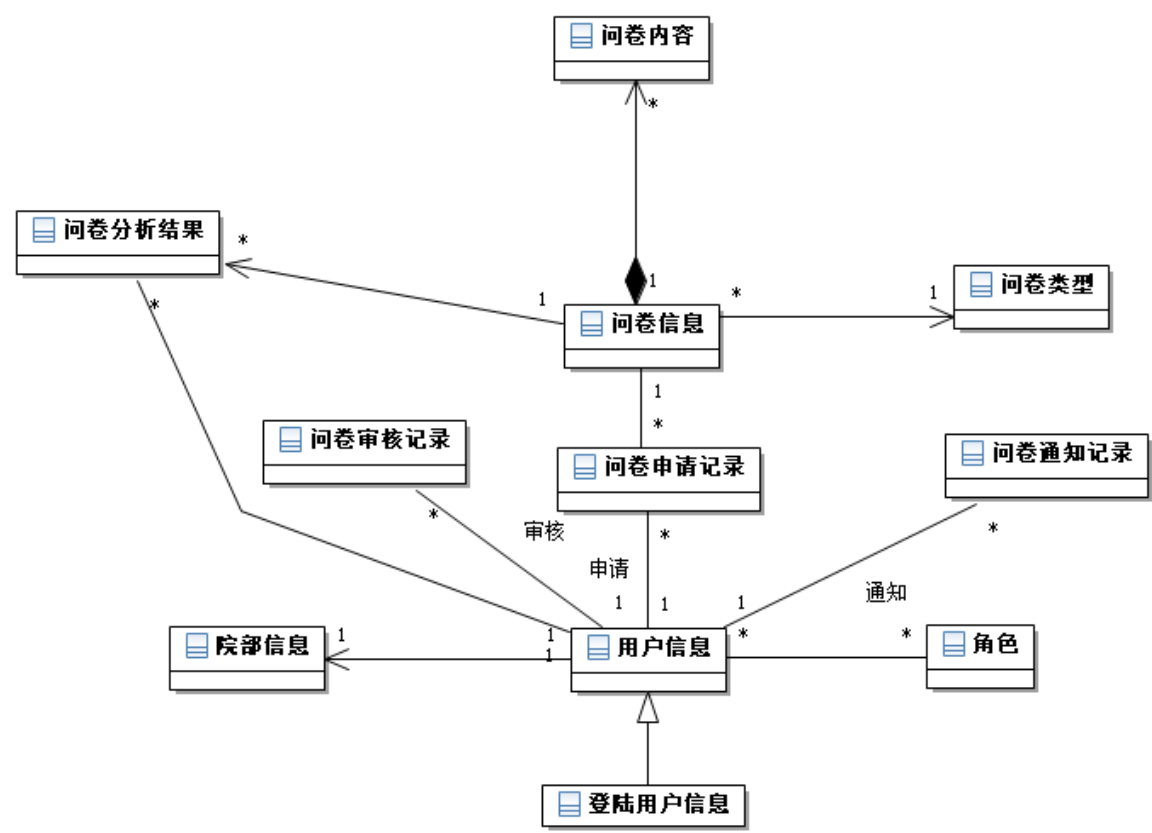 问卷内容
*
问卷分析结果
*
1
1
*
1
问卷类型
*
问卷信息
1
*
问卷审核记录
问卷申请记录
问卷通知记录
*
审核
*
*
申请
通知
1
1
1
院部信息
1
1
1
用户信息
*
*
角色
登陆用户信息